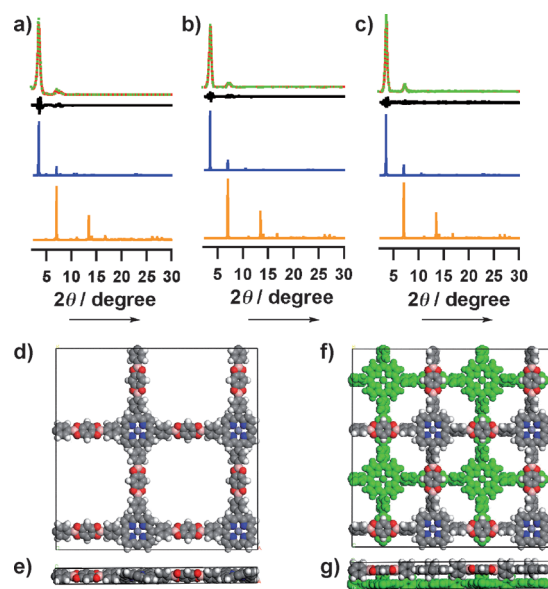 a) b) c)
5 10 15 20 25 30 5 10 15 20 25 30 5 10 15 20 25 30
2θ / degree 2θ / degree 2θ / degree
d) f)
e) g)